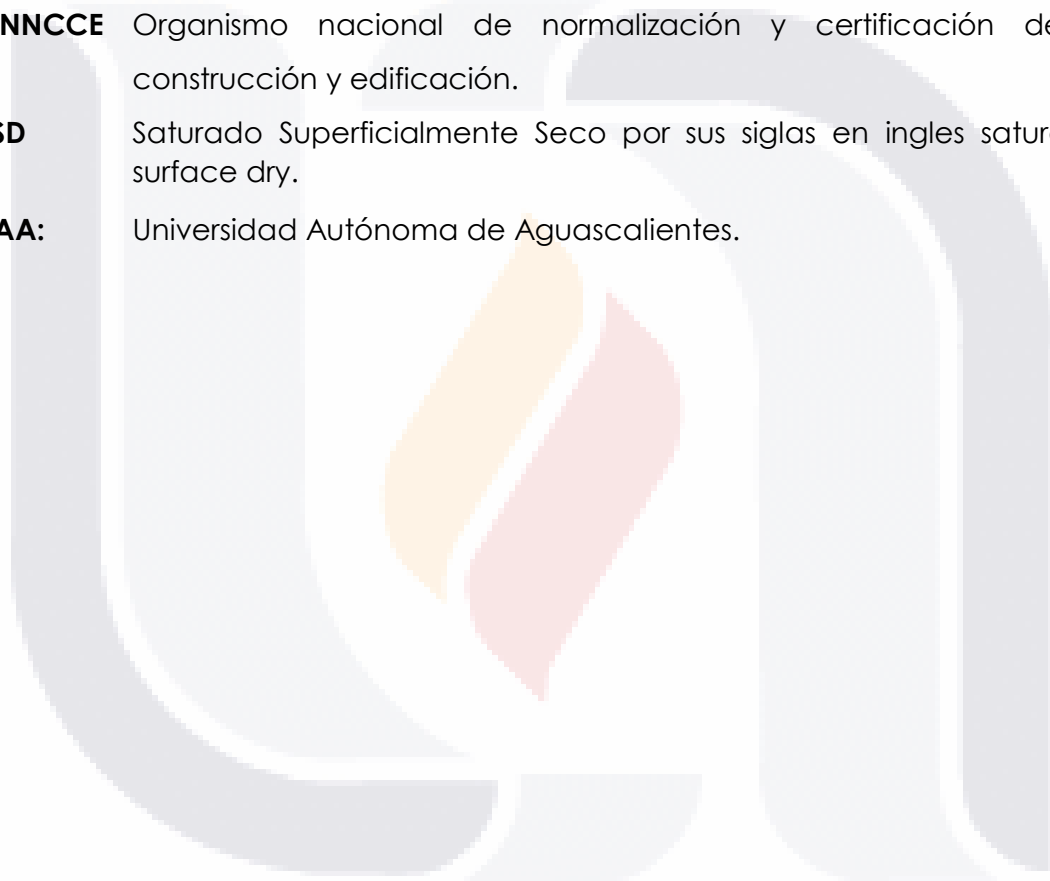 NNCCE Organismo nacional de normalización y certificación de
construcción y edificación.
SD Saturado Superficialmente Seco por sus siglas en ingles satur
surface dry.
AA: Universidad Autónoma de Aguascalientes.